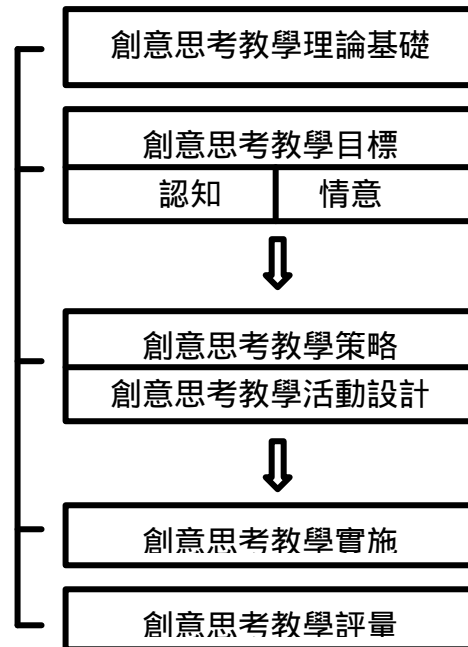 創意思考教學理論基礎
創意思考教學目標
認知 情意
創意思考教學策略
創意思考教學活動設計
創意思考教學實施
創意思考教學評量